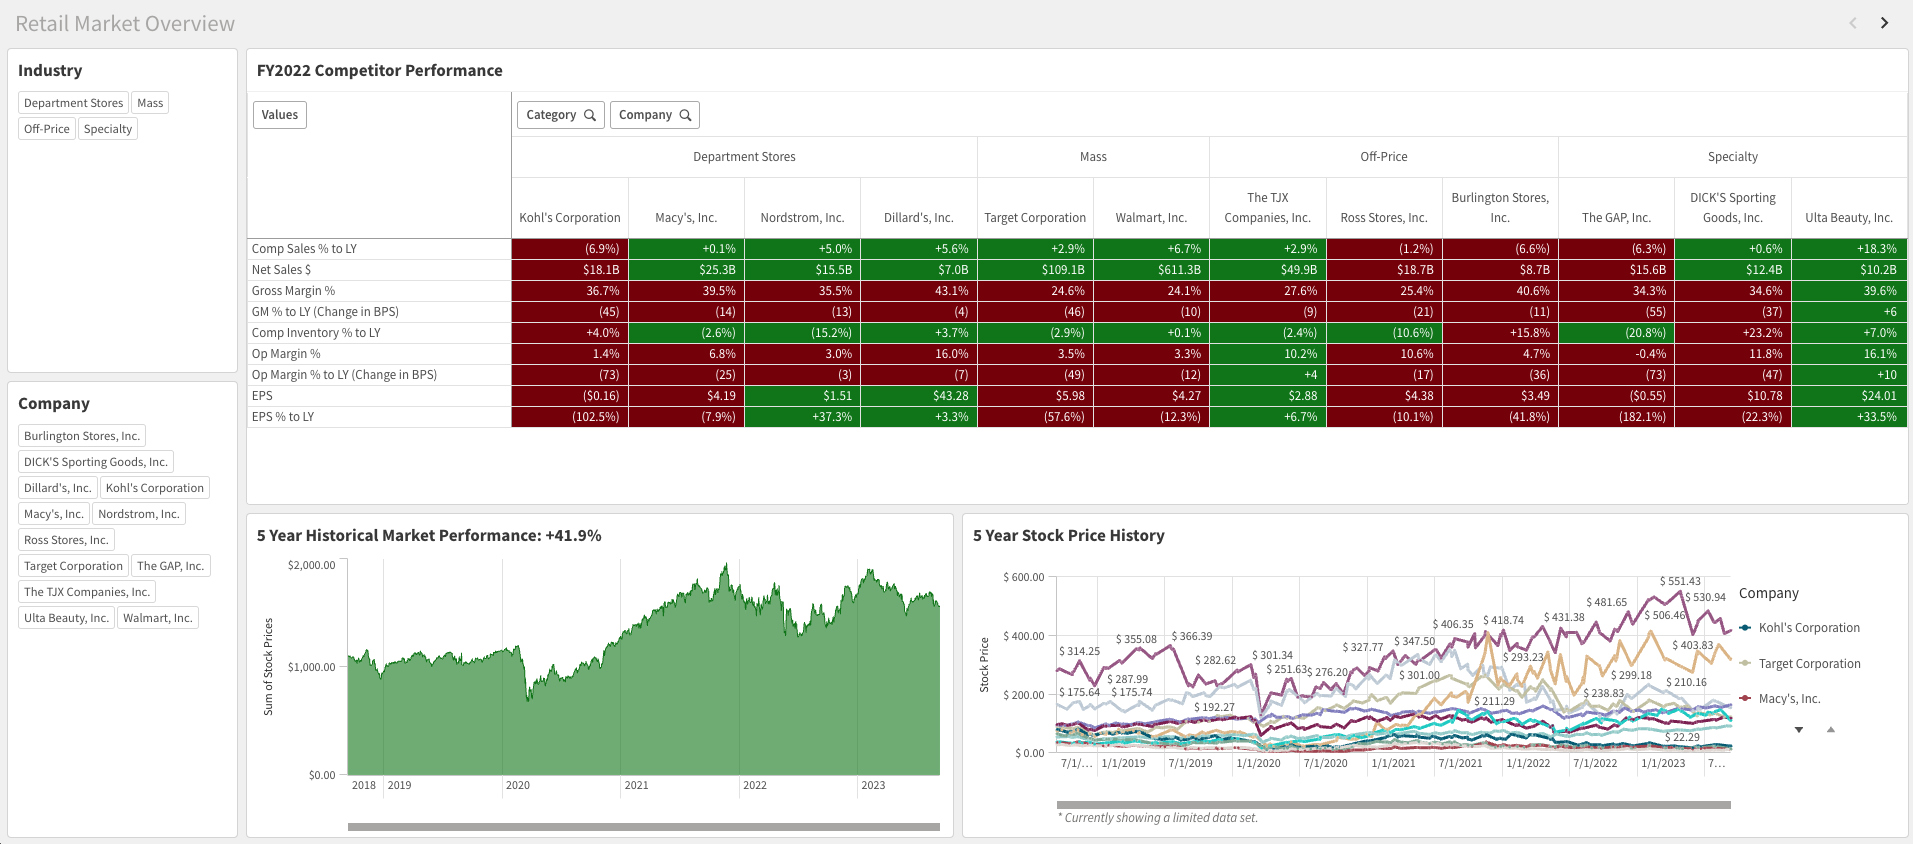 Retail Market Overview
Industry
Department Stores Mass
Off-Price Specialty
Company
Burlington Stores, Inc.
DICK'S Sporting Goods, Inc.
Dillard's, Inc. Kohl's Corporation
Macy's, Inc. Nordstrom, Inc.
Ross Stores, Inc.
Target Corporation The GAP, Inc.
The TJX Companies, Inc.
Ulta Beauty, Inc. Walmart, Inc.
FY2022 Competitor Performance
Values Category Company
Department Stores Mass Off-Price Specialty
Kohl's Corporation Macy's, Inc. Nordstrom, Inc. Dillard's, Inc. Target Corporation Walmart, Inc. The TJX Companies, Inc. Ross Stores, Inc. Burlington Stores, Inc. The GAP, Inc. DICK'S Sporting Goods, Inc. Ulta Beauty, Inc.
Comp Sales % to LY (6.9%) +0.1% +5.0% +5.6% +2.9% +6.7% +2.9% (1.2%) (6.6%) (6.3%) +0.6% +18.3%
Net Sales $ $18.1B $25.3B $15.5B $7.0B $109.1B $611.3B $49.9B $18.7B $8.7B $15.6B $12.4B $10.2B
Gross Margin % 36.7% 39.5% 35.5% 43.1% 24.6% 24.1% 27.6% 25.4% 40.6% 34.3% 34.6% 39.6%
GM % to LY (Change in BPS) (45) (14) (13) (4) (46) (10) (9) (21) (11) (55) (37) +6
Comp Inventory % to LY +4.0% (2.6%) (15.2%) +3.7% (2.9%) +0.1% (2.4%) (10.6%) +15.8% (20.8%) +23.2% +7.0%
Op Margin % 1.4% 6.8% 3.0% 16.0% 3.5% 3.3% 10.2% 10.6% 4.7% -0.4% 11.8% 16.1%
Op Margin % to LY (Change in BPS) (73) (25) (3) (7) (49) (12) +4 (17) (36) (73) (47) +10
EPS ($0.16) $4.19 $1.51 $43.28 $5.98 $4.27 $2.88 $4.38 $3.49 ($0.55) $10.78 $24.01
EPS % to LY (102.5%) (7.9%) +37.3% +3.3% (57.6%) (12.3%) +6.7% (10.1%) (41.8%) (182.1%) (22.3%) +33.5%
5 Year Historical Market Performance: +41.9%
Sum of Stock Prices
$2,000.00
$1,000.00
$0.00
2018 2019 2020 2021 2022 2023
5 Year Stock Price History
Stock Price
$ 600.00
$ 400.00
$ 200.00
$ 0.00
$ 314.25
$ 175.64
$ 287.99
$ 175.74
$ 355.08
$ 366.39
$ 192.27
$ 282.62
$ 301.34
$ 251.63
$ 276.20
$ 327.77
$ 347.50
$ 301.00
$ 406.35
$ 418.74
$ 211.29
$ 293.23
$ 431.38
$ 481.65
$ 238.83
$ 299.18
$ 551.43
$ 530.94
$ 506.46
$ 403.83
$ 210.16
$ 22.29
7/1/... 1/1/2019 7/1/2019 1/1/2020 7/1/2020 1/1/2021 7/1/2021 1/1/2022 7/1/2022 1/1/2023 7...
* Currently showing a limited data set.
Company
Kohl's Corporation
Target Corporation
Macy's, Inc.